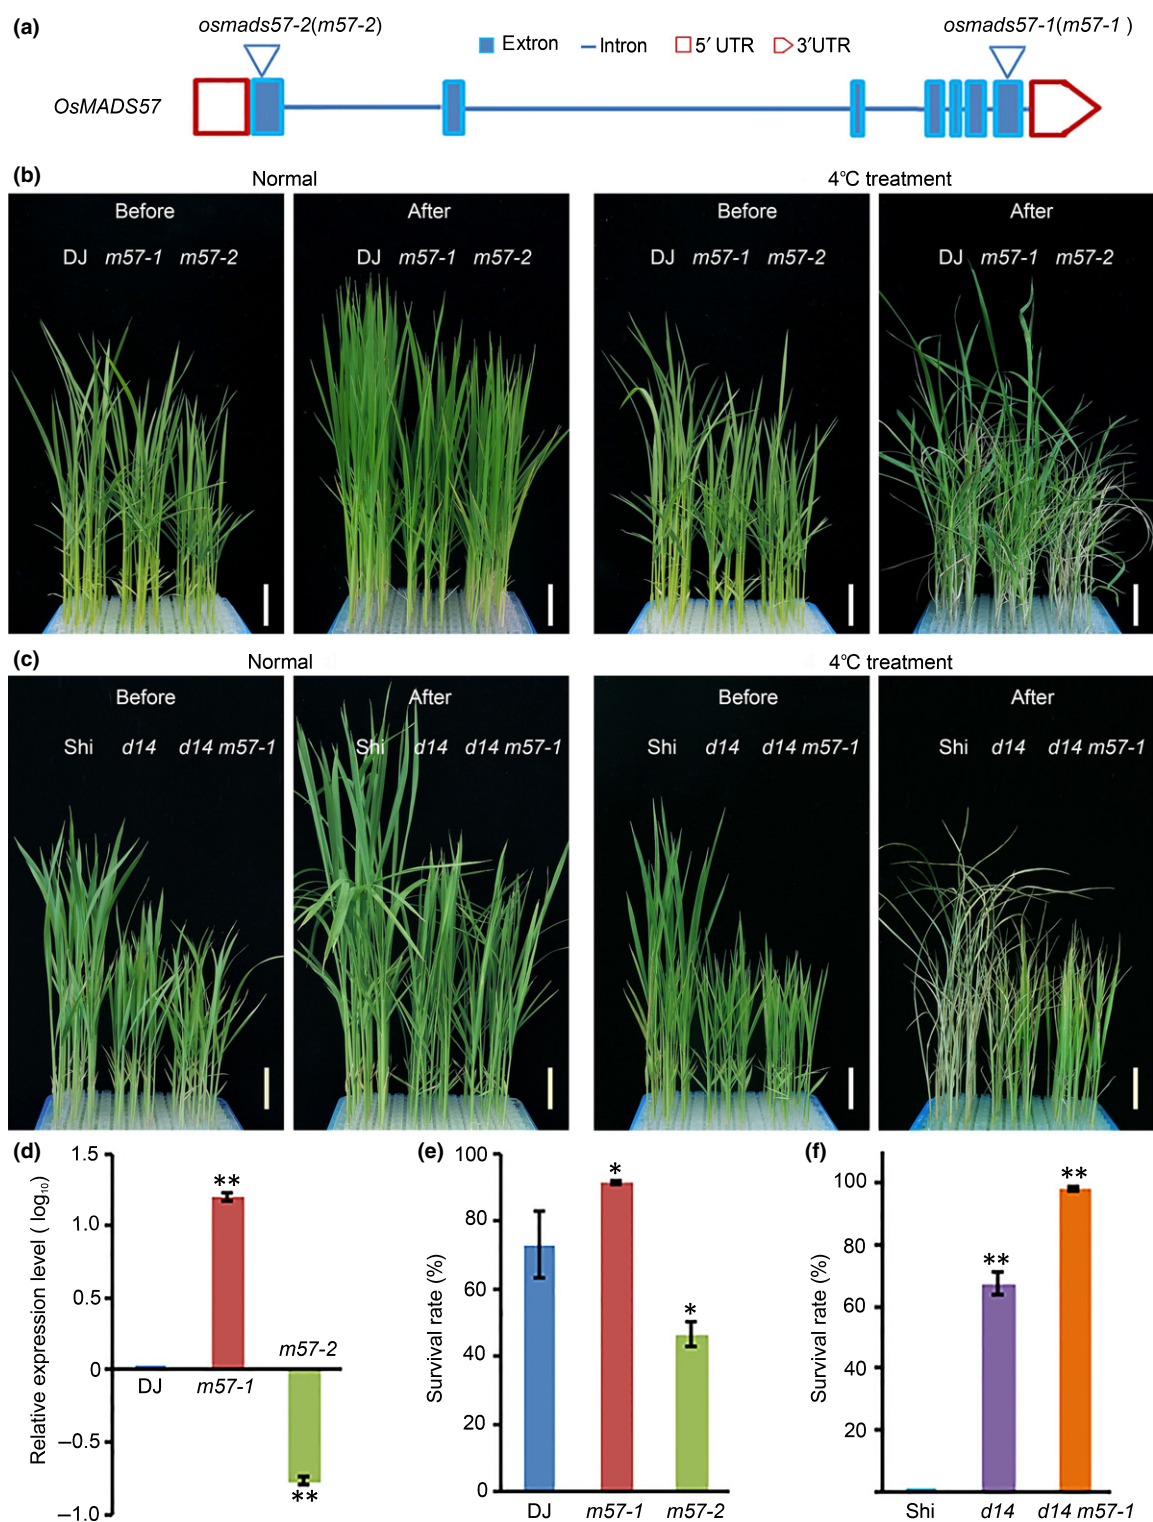 (a)
osmads57-2(m57-2)
osmads57-1(m57-1 )
Extron
Intron
5′ UTR
3′UTR
OsMADS57
(b)
Normal
4°C treatment
Before
After
Before
After
DJ m57-1 m57-2
DJ m57-1 m57-2
DJ m57-1 m57-2
DJ m57-1 m57-2
(c)
Normal
4°C treatment
Before
After
Before
After
Shi d14 d14 m57-1
Shi d14 d14 m57-1
Shi d14 d14 m57-1
Shi d14 d14 m57-1
(d)
Relative expression level ( log₁₀)
1.5
1.0
0.5
0
–0.5
–1.0
**
m57-2
DJ
m57-1
**
(e)
Survival rate (%)
100
80
60
40
20
0
*
*
DJ
m57-1
m57-2
(f)
Survival rate (%)
100
80
60
40
20
**
**
Shi
d14
d14 m57-1